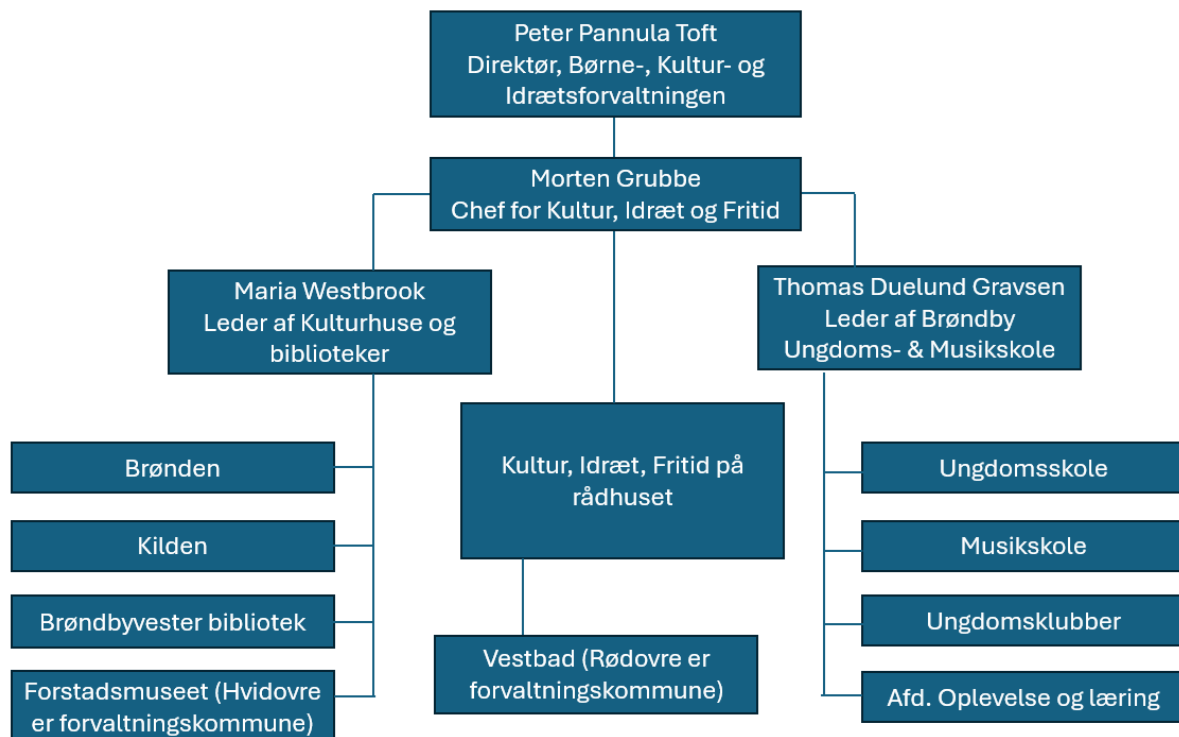 Peter Pannula Toft
Direktør, Børne-, Kultur- og
Idrætsforvaltningen
Morten Grubbe
Chef for Kultur, Idræt og Fritid
Maria Westbrook
Leder af Kulturhuse og
biblioteker
Thomas Duelund Gravsen
Leder af Brøndby
Ungdoms- & Musikskole
Kultur, Idræt, Fritid på
rådhuset
Brønden
Kilden
Brøndbyvester bibliotek
Forstadsmuseet (Hvidovre
er forvaltningskommune)
Vestbad (Rødovre er
forvaltningskommune)
Ungdomsskole
Musikskole
Ungdomsklubber
Afd. Oplevelse og læring